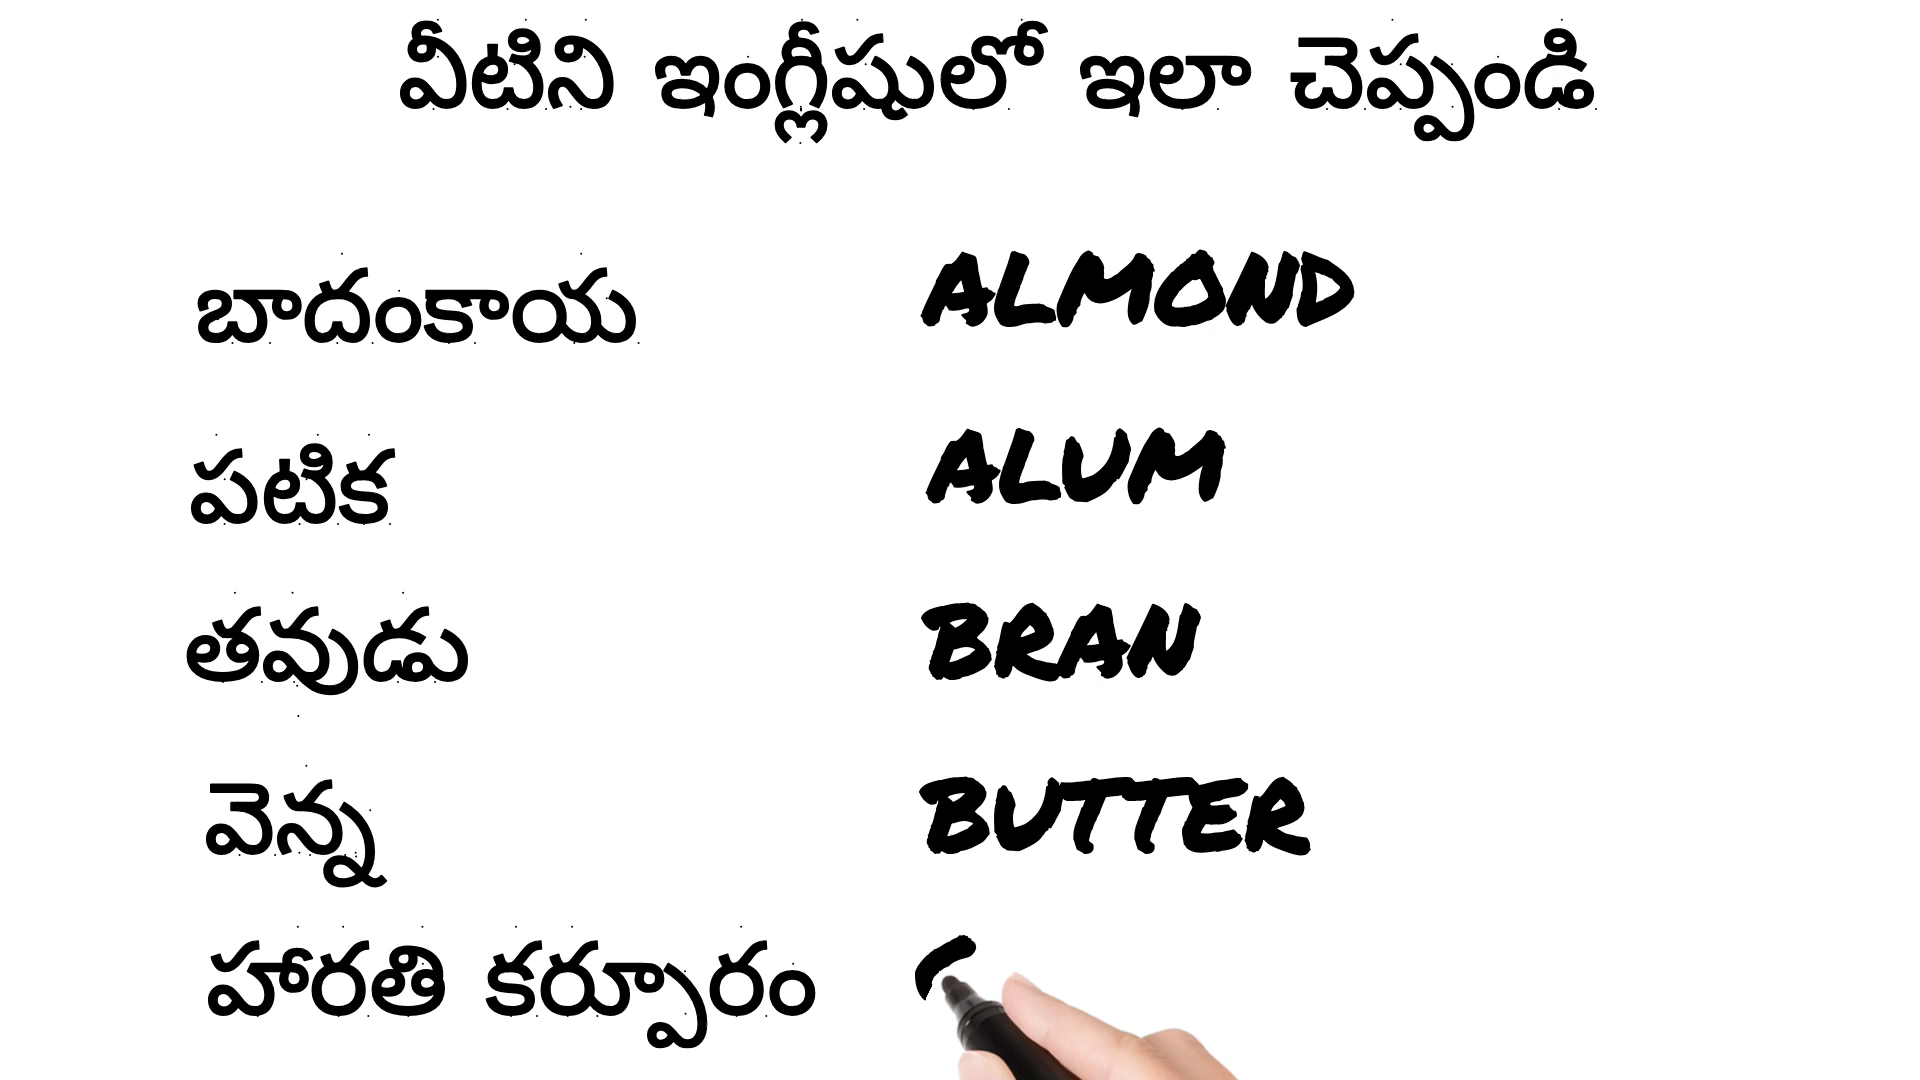 వీటిని ఇంగ్లీషులో ఇలా చెప్పండి
బాదంకాయ ALMOND
పటిక ALUM
తవుడు BRAN
వెన్న BUTTER
హారతి కర్పూరం